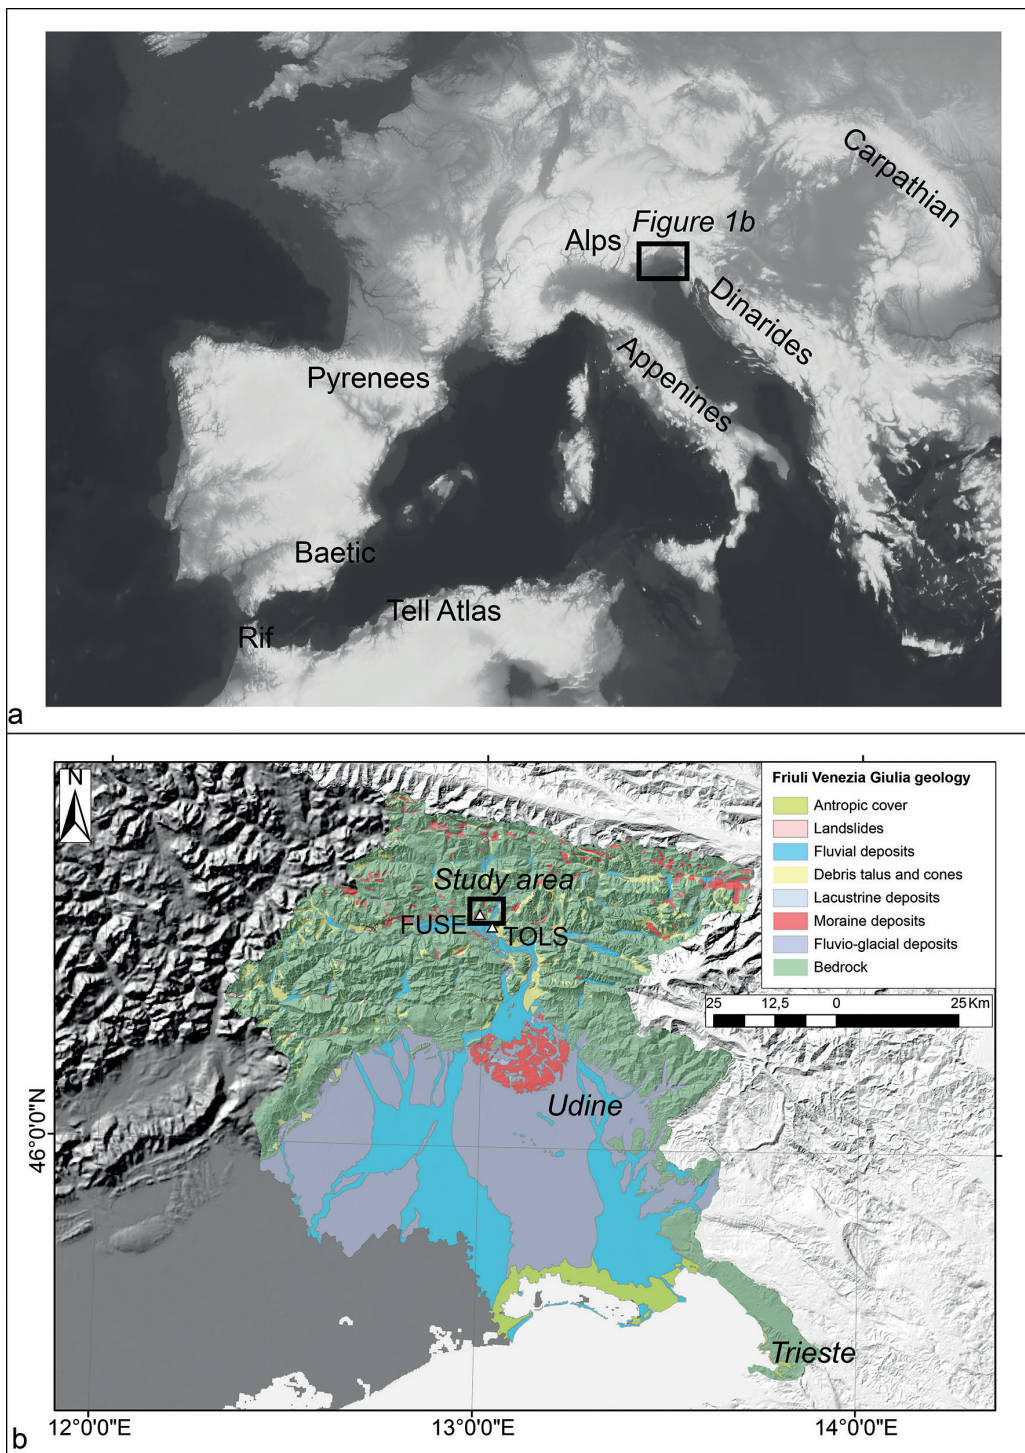 Carpathian
Figure 1b
Alps
Dinarides
Appenines
Pyrenees
Baetic
Tell Atlas
Rif
a
N
Friuli Venezia Giulia geology
Antropic cover
Landslides
Fluvial deposits
Debris talus and cones
Lacustrine deposits
Moraine deposits
Fluvio-glacial deposits
Bedrock
25 12,5 0 25 Km
Study area
FUSE
TOLS
Udine
46°0'0"N
Trieste
12°0'0"E 13°0'0"E 14°0'0"E
b